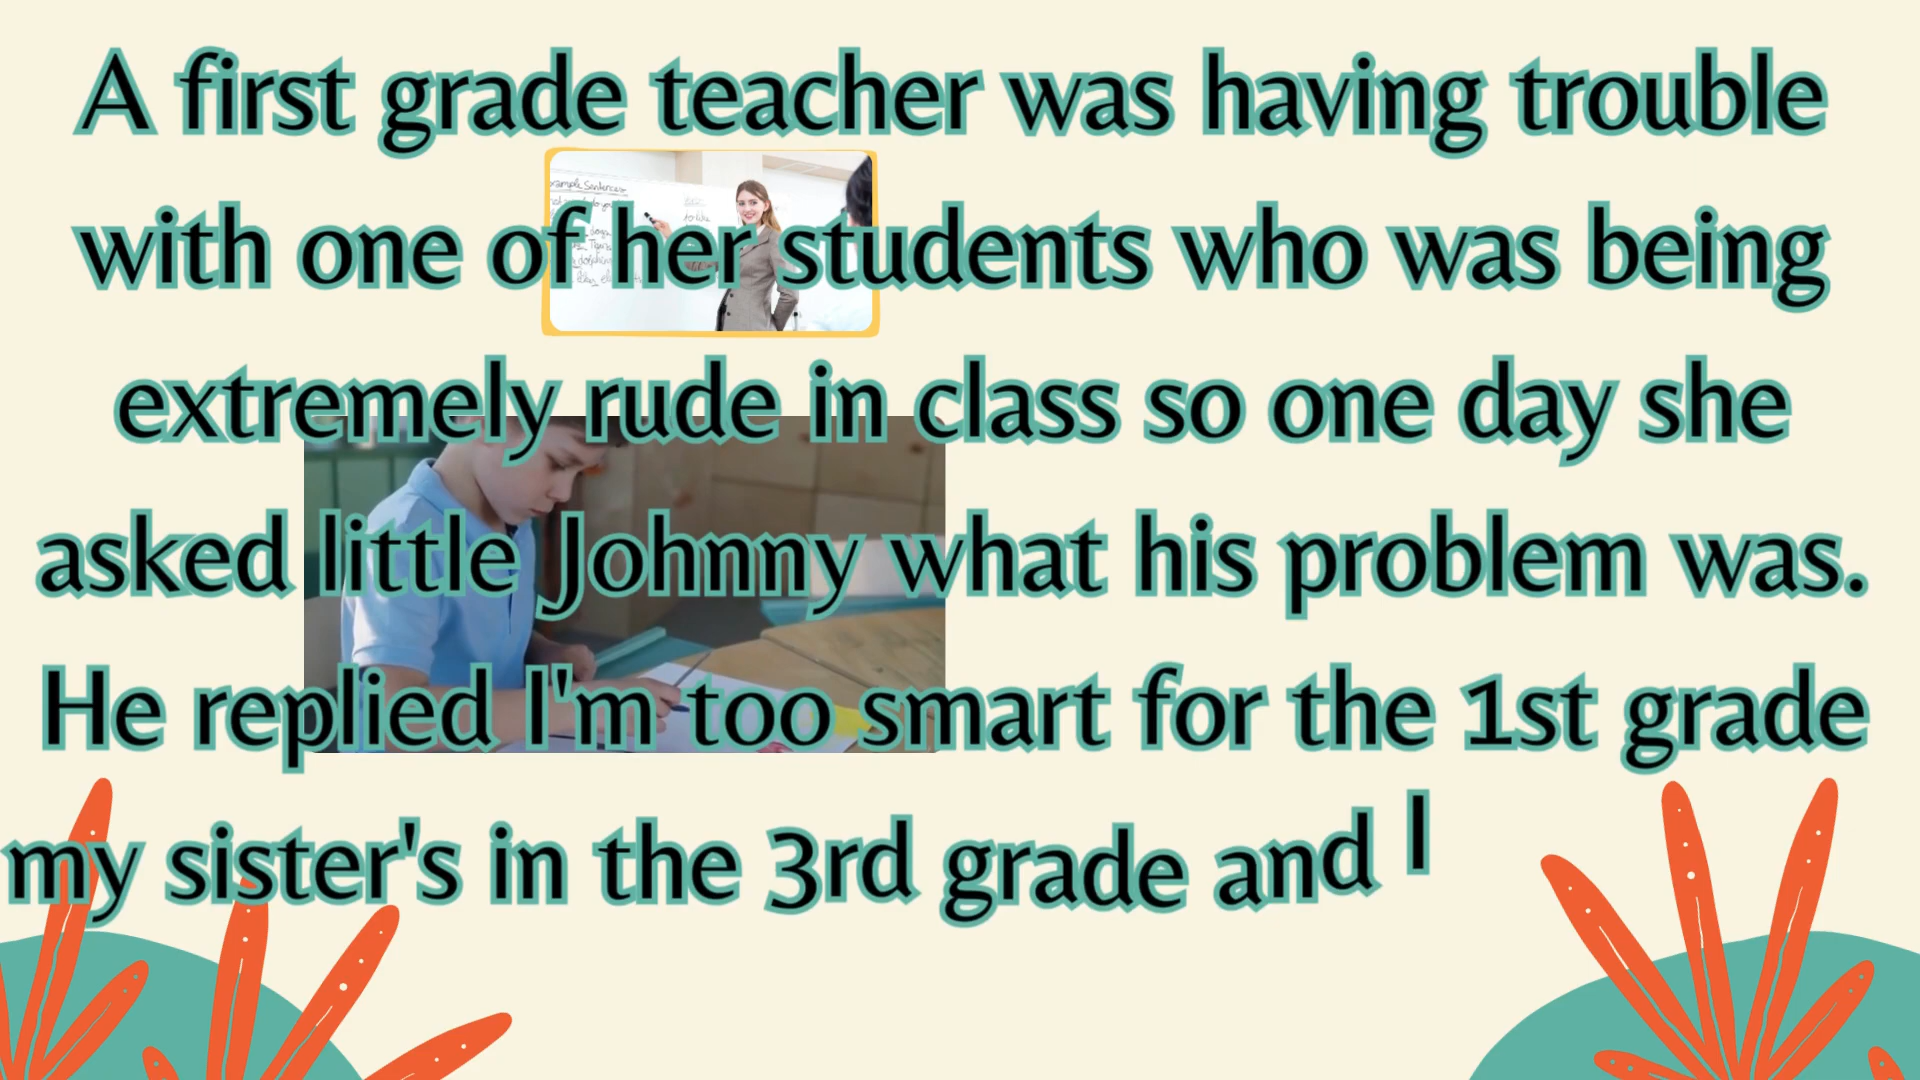 A first grade teacher was having trouble
with one of her students who was being
extremely rude in class so one day she
asked little Johnny what his problem was.
He replied I'm too smart for the 1st grade
my sister's in the 3rd grade and I